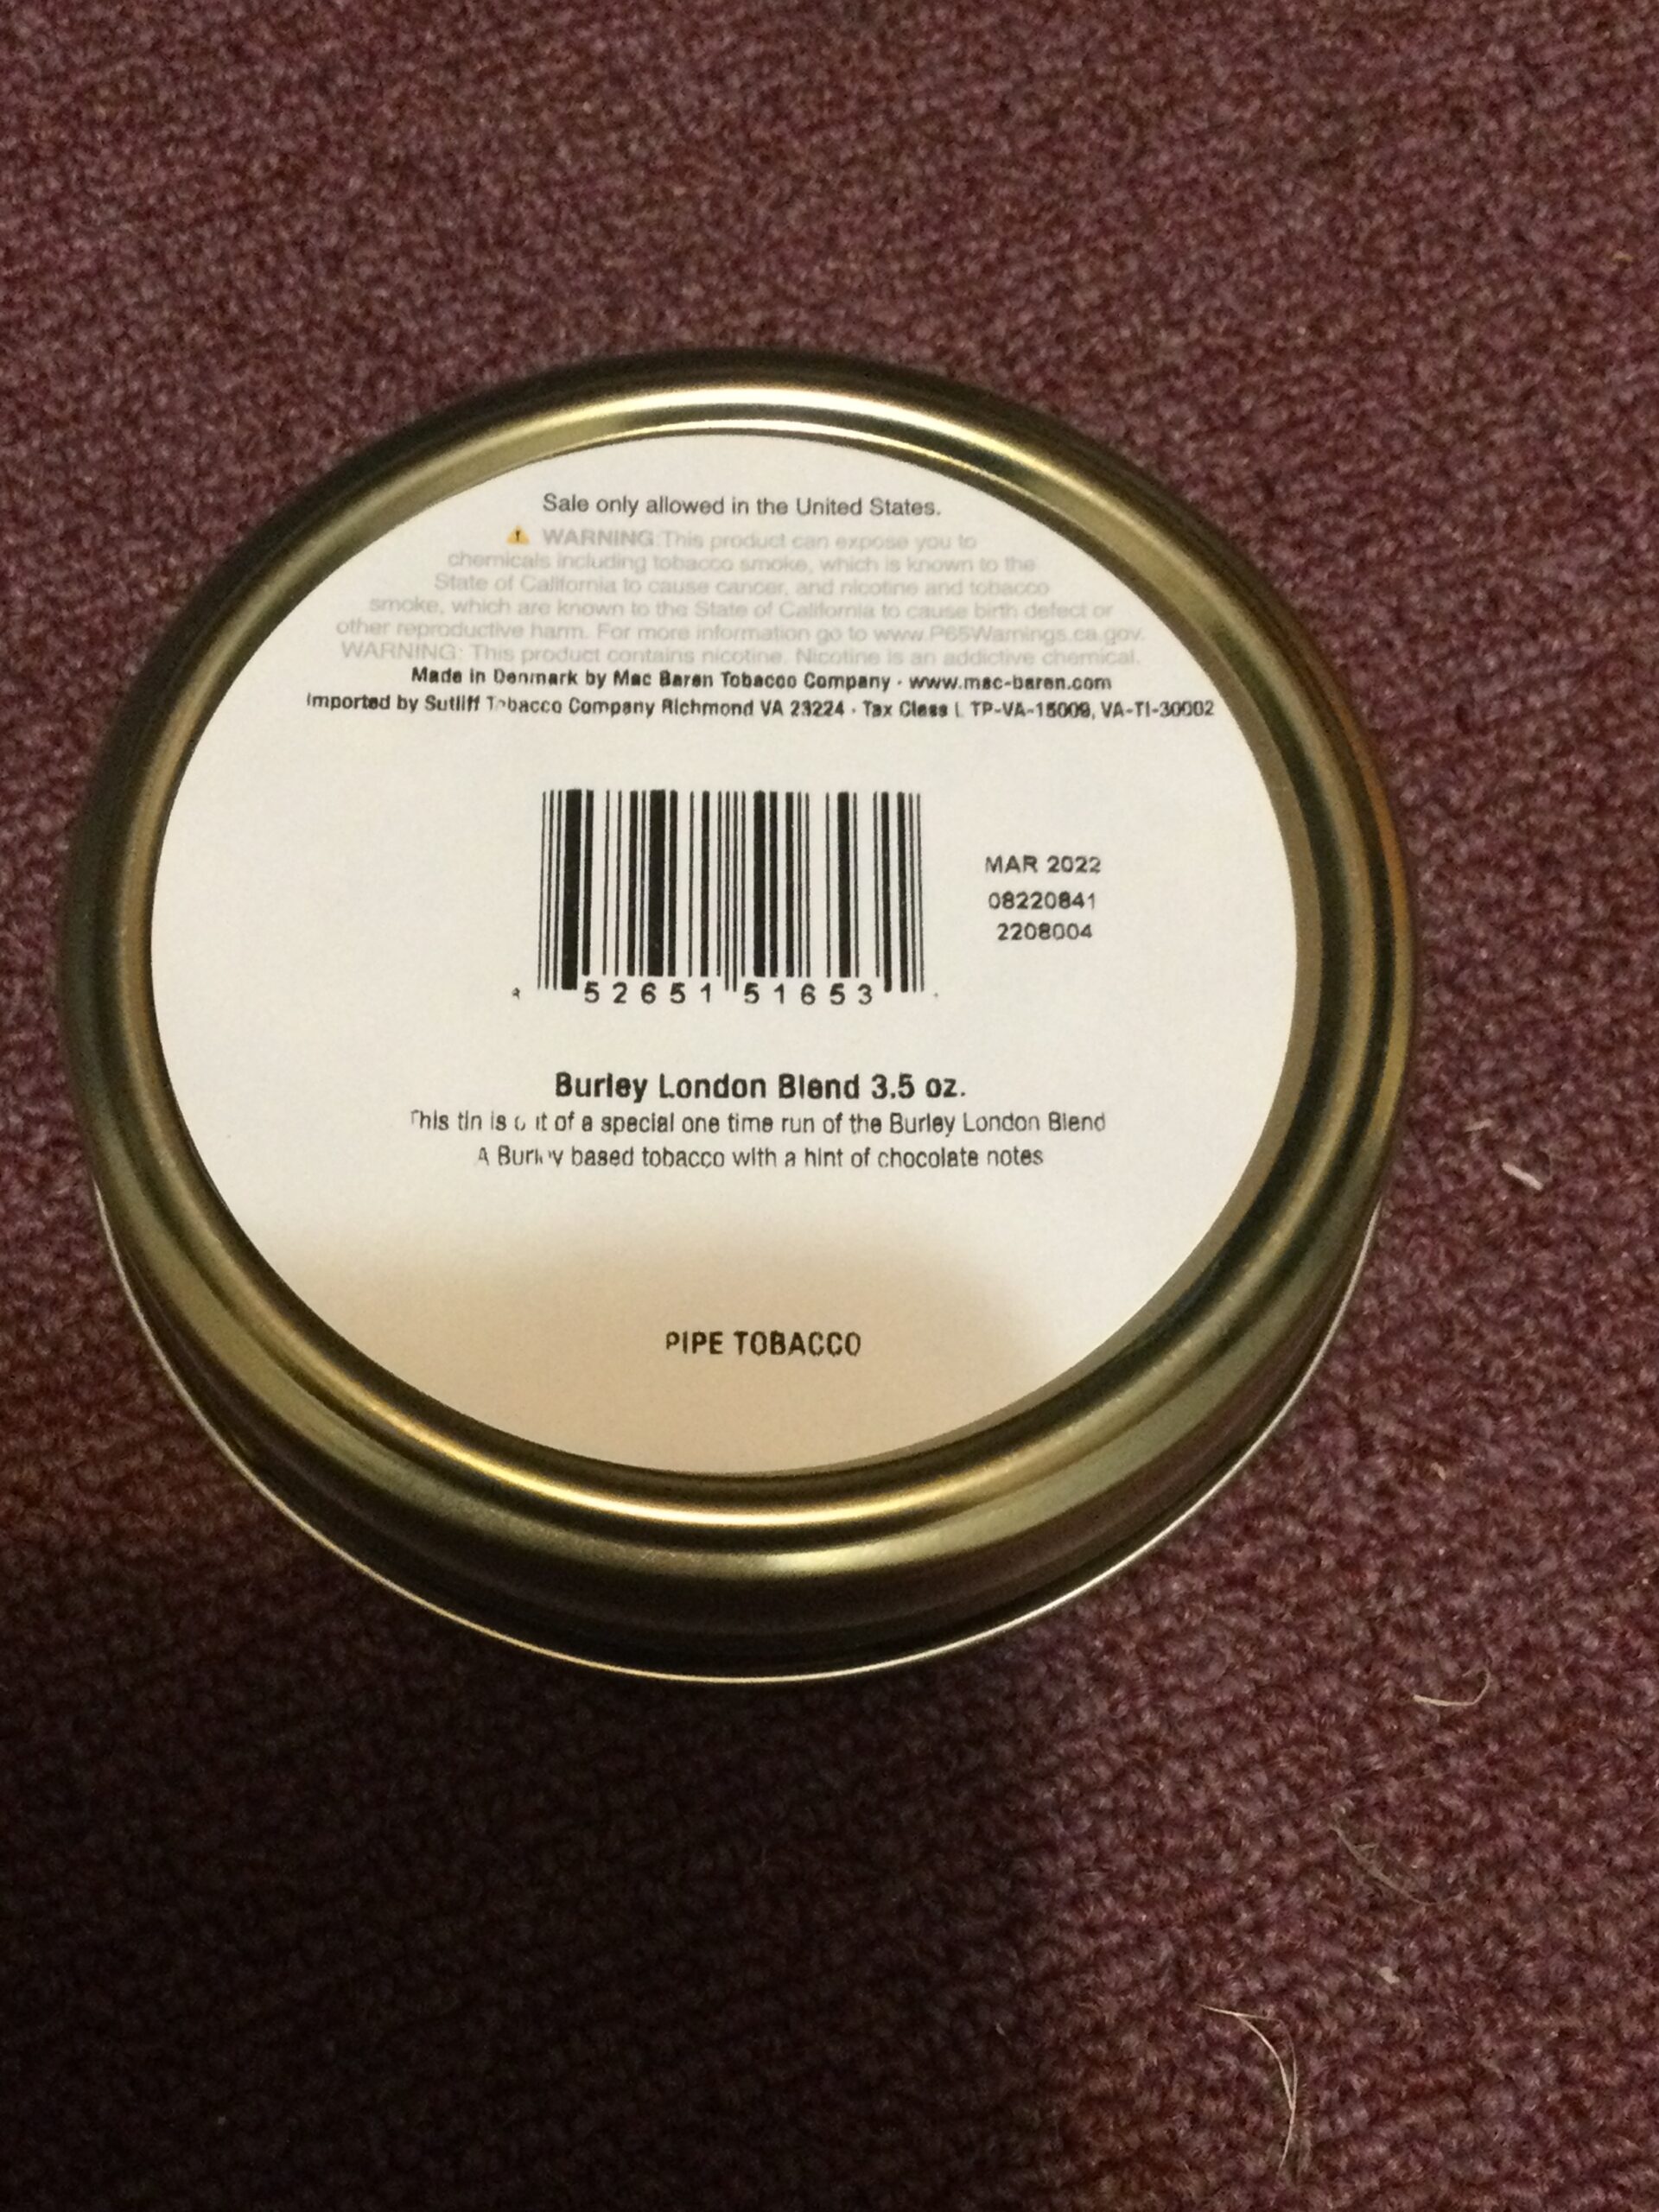 Sale only allowed in the United States.
WARNING: This product can expose you to
chemicals including tobacco smoke, which is known to the
State of California to cause cancer, and nicotine and tobacco
smoke, which are known to the State of California to cause birth defect or
other reproductive harm. For more information go to www.P65Warnings.ca.gov.
WARNING: This product contains nicotine. Nicotine is an addictive chemical.
Made in Denmark by Mac Baren Tobacco Company · www.mac-baren.com
Imported by Sutliff Tobacco Company Richmond VA 23224 · Tax Class L TP-VA-15009, VA-TI-30002
MAR 2022
08220841
2208004
52651 51653
Burley London Blend 3.5 oz.
This tin is out of a special one time run of the Burley London Blend
A Burley based tobacco with a hint of chocolate notes
PIPE TOBACCO